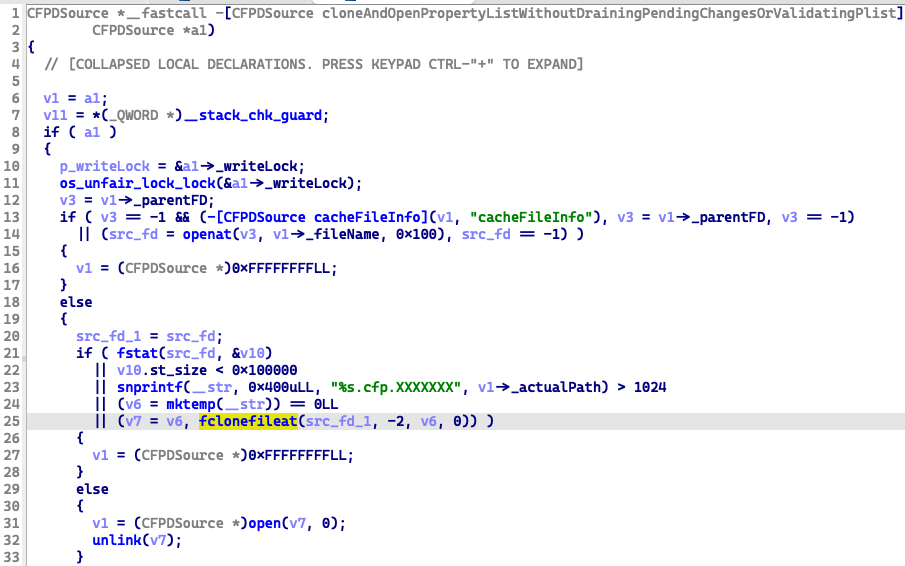 1 CFPDSource *__fastcall -[CFPDSource cloneAndOpenPropertyListWithoutDrainingPendingChangesOrValidatingPlist]
2 CFPDSource *a1)
3 {
4 // [COLLAPSED LOCAL DECLARATIONS. PRESS KEYPAD CTRL-"+" TO EXPAND]
5
6 v1 = a1;
7 v11 = *(_QWORD *)__stack_chk_guard;
8 if ( a1 )
9 {
10 p_writeLock = &a1->_writeLock;
11 os_unfair_lock_lock(&a1->_writeLock);
12 v3 = v1->_parentFD;
13 if ( v3 == -1 && (-[CFPDSource cacheFileInfo](v1, "cacheFileInfo"), v3 = v1->_parentFD, v3 == -1)
14 || (src_fd = openat(v3, v1->_fileName, 0x100), src_fd == -1) )
15 {
16 v1 = (CFPDSource *)0xFFFFFFFFLL;
17 }
18 else
19 {
20 src_fd_1 = src_fd;
21 if ( fstat(src_fd, &v10)
22 || v10.st_size < 0x100000
23 || snprintf(__str, 0x400uLL, "%s.cfp.XXXXXXX", v1->_actualPath) > 1024
24 || (v6 = mktemp(__str)) == 0LL
25 || (v7 = v6, fclonefileat(src_fd_1, -2, v6, 0)) )
26 {
27 v1 = (CFPDSource *)0xFFFFFFFFLL;
28 }
29 else
30 {
31 v1 = (CFPDSource *)open(v7, 0);
32 unlink(v7);
33 }